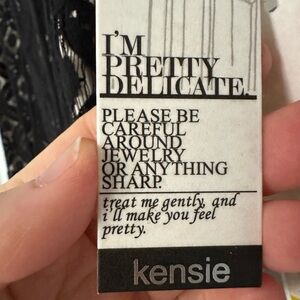 I'M
PRETTY
DELICATE.
PLEASE BE
CAREFUL
AROUND
JEWELRY
OR ANYTHING
SHARP.
treat me gently, and
i'll make you feel
pretty.
kensie